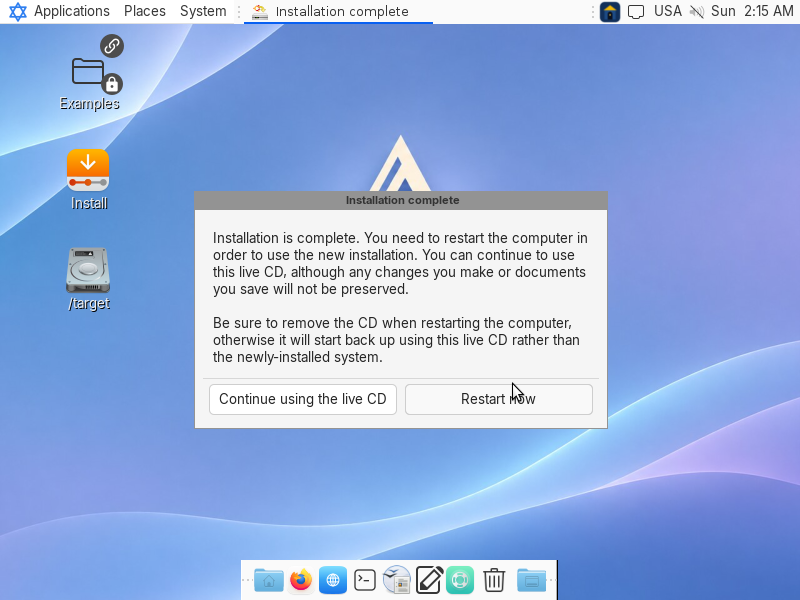 Applications Places System Installation complete USA Sun 2:15 AM
Examples
Install
/target
Installation complete
Installation is complete. You need to restart the computer in
order to use the new installation. You can continue to use
this live CD, although any changes you make or documents
you save will not be preserved.
Be sure to remove the CD when restarting the computer,
otherwise it will start back up using this live CD rather than
the newly-installed system.
Continue using the live CD Restart now